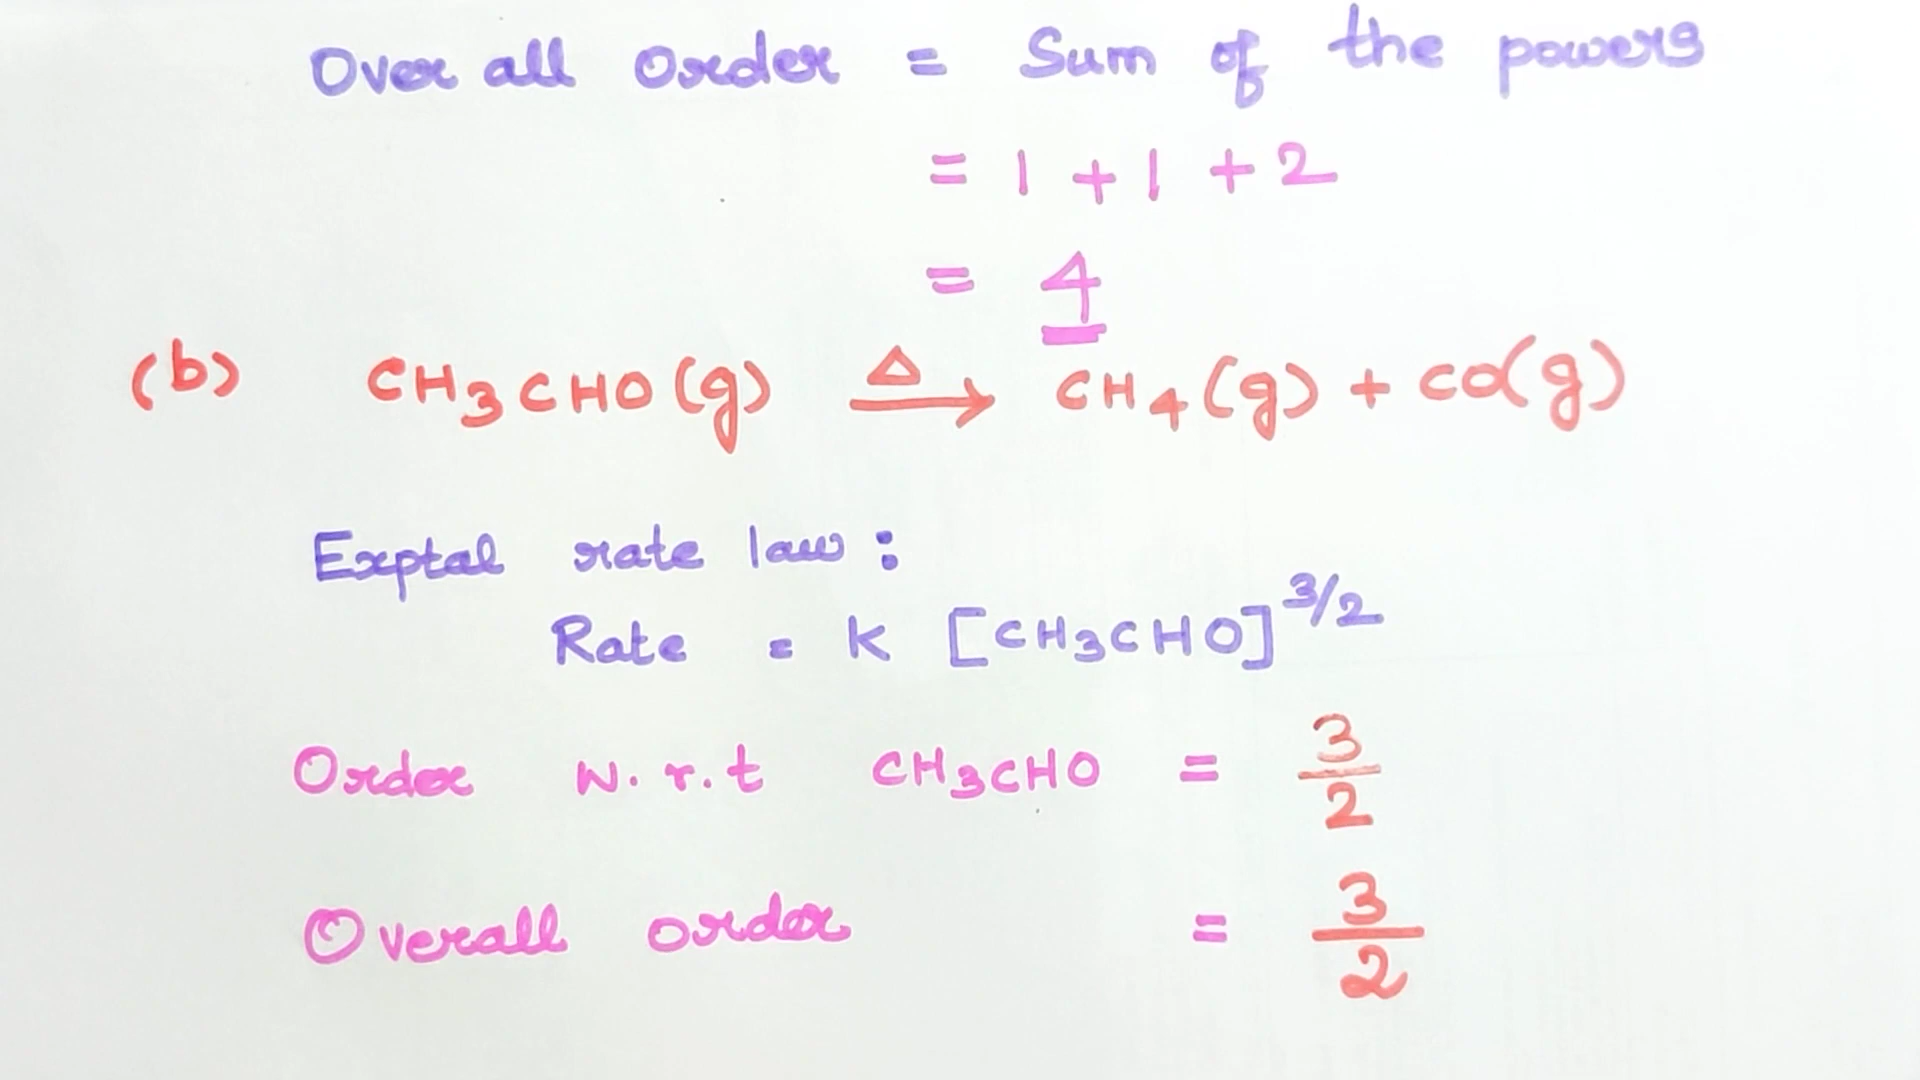 Over all Order = Sum of the powers
= 1 + 1 + 2
= 4
(b) CH₃CHO(g) △→ CH₄(g) + CO(g)
Exptal rate law :
Rate = K [CH₃CHO]^3/2
Order w.r.t CH₃CHO = 3/2
Overall order = 3/2